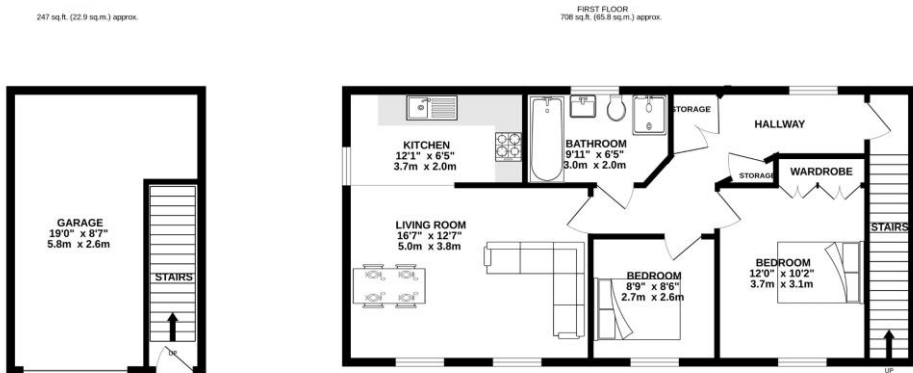 247 sq.ft. (22.9 sq.m.) approx.
FIRST FLOOR
708 sq.ft. (65.8 sq.m.) approx.
GARAGE
19'0" x 8'7"
5.8m x 2.6m
STAIRS
UP
KITCHEN
12'1" x 6'5"
3.7m x 2.0m
BATHROOM
9'11" x 6'5"
3.0m x 2.0m
STORAGE
HALLWAY
STORAGE
WARDROBE
LIVING ROOM
16'7" x 12'7"
5.0m x 3.8m
BEDROOM
8'9" x 8'6"
2.7m x 2.6m
BEDROOM
12'0" x 10'2"
3.7m x 3.1m
STAIRS
UP